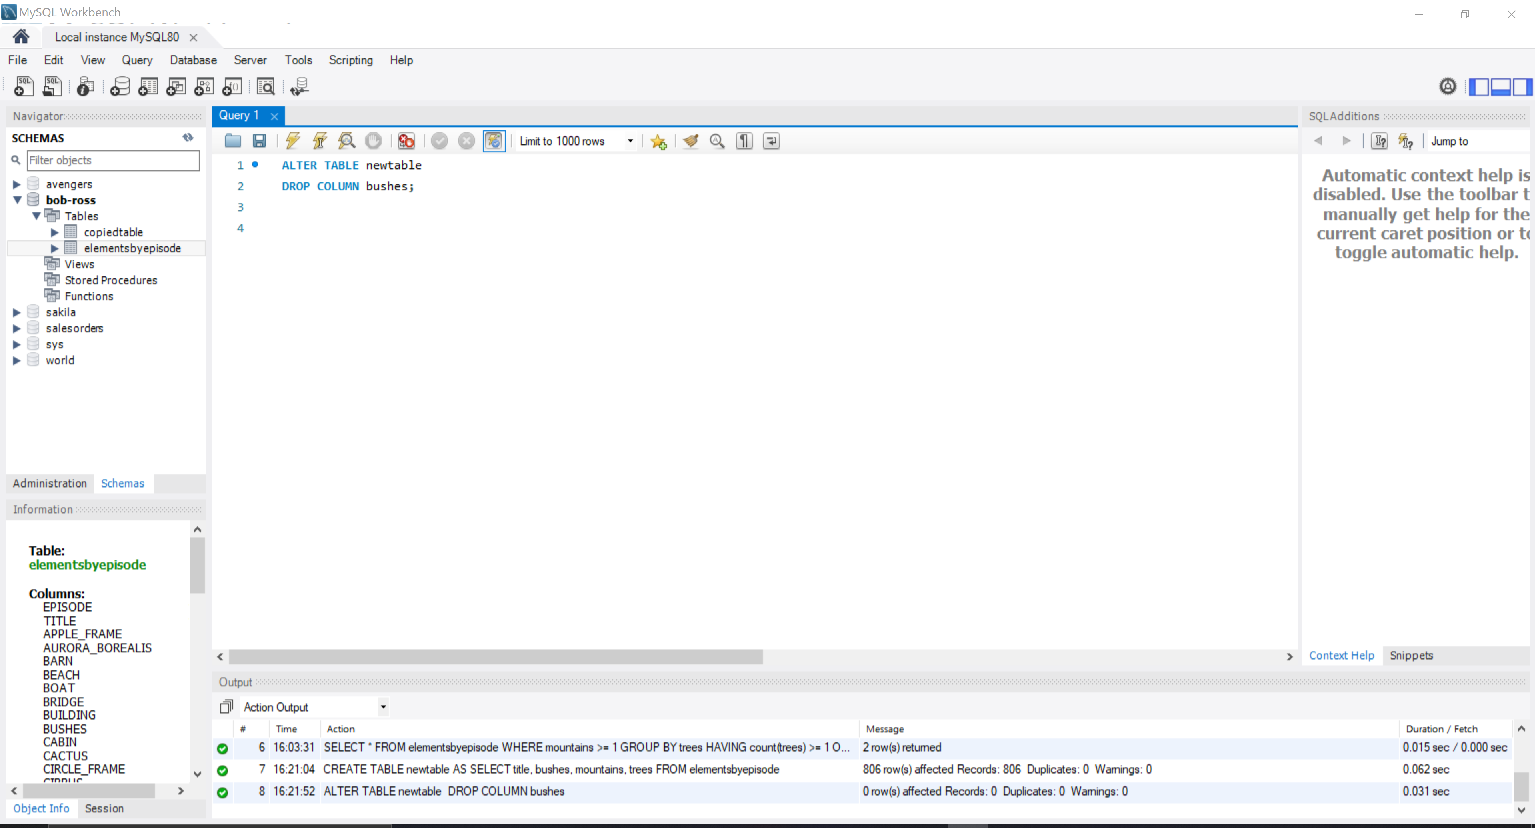 MySQL Workbench
Local instance MySQL80
File Edit View Query Database Server Tools Scripting Help
Navigator
SCHEMAS
Filter objects
avengers
bob-ross
Tables
copiedtable
elementsbyepisode
Views
Stored Procedures
Functions
sakila
salesorders
sys
world
Administration Schemas
Information
Table:
elementsbyepisode
Columns:
EPISODE
TITLE
APPLE_FRAME
AURORA_BOREALIS
BARN
BEACH
BOAT
BRIDGE
BUILDING
BUSHES
CABIN
CACTUS
CIRCLE_FRAME
Object Info Session
Query 1
Limit to 1000 rows
1 ALTER TABLE newtable
2 DROP COLUMN bushes;
3
4
SQLAdditions
Jump to
Automatic context help is
disabled. Use the toolbar t
manually get help for the
current caret position or to
toggle automatic help.
Context Help Snippets
Output
Action Output
# Time Action Message Duration / Fetch
6 16:03:31 SELECT * FROM elementsbyepisode WHERE mountains >= 1 GROUP BY trees HAVING count(trees) >= 1 O... 2 row(s) returned 0.015 sec / 0.000 sec
7 16:21:04 CREATE TABLE newtable AS SELECT title, bushes, mountains, trees FROM elementsbyepisode 806 row(s) affected Records: 806 Duplicates: 0 Warnings: 0 0.062 sec
8 16:21:52 ALTER TABLE newtable DROP COLUMN bushes 0 row(s) affected Records: 0 Duplicates: 0 Warnings: 0 0.031 sec